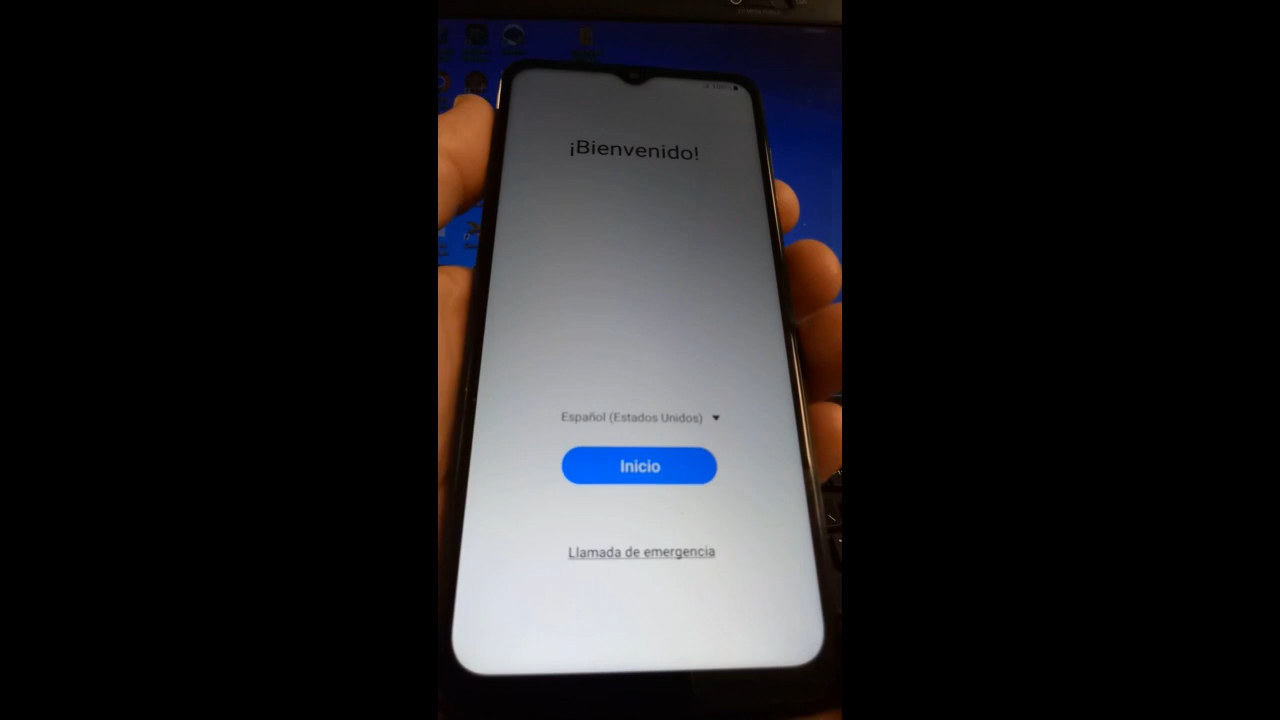 ¡Bienvenido!
Español (Estados Unidos)
Inicio
Llamada de emergencia